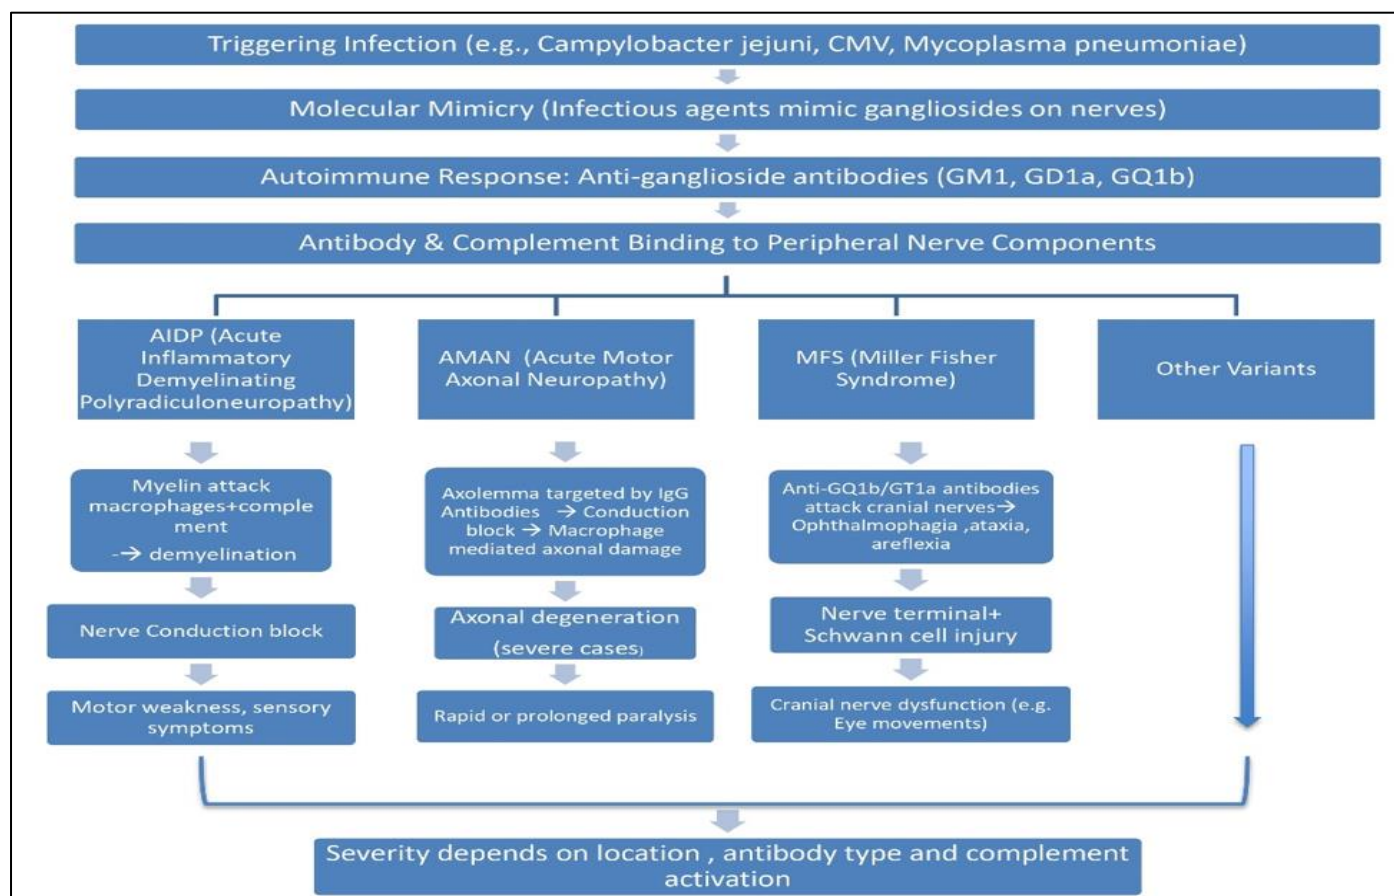 Triggering Infection (e.g., Campylobacter jejuni, CMV, Mycoplasma pneumoniae)
Molecular Mimicry (Infectious agents mimic gangliosides on nerves)
Autoimmune Response: Anti-ganglioside antibodies (GM1, GD1a, GQ1b)
Antibody & Complement Binding to Peripheral Nerve Components
AIDP (Acute
Inflammatory
Demyelinating
Polyradiculoneuropathy)
Myelin attack
macrophages+comple
ment
-→ demyelination
Nerve Conduction block
Motor weakness, sensory
symptoms
AMAN (Acute Motor
Axonal Neuropathy)
Axolemma targeted by IgG
Antibodies → Conduction
block → Macrophage
mediated axonal damage
Axonal degeneration
(severe cases)
Rapid or prolonged paralysis
MFS (Miller Fisher
Syndrome)
Anti-GQ1b/GT1a antibodies
attack cranial nerves→
Ophthalmophagia ,ataxia,
areflexia
Nerve terminal+
Schwann cell injury
Cranial nerve dysfunction (e.g.
Eye movements)
Other Variants
Severity depends on location , antibody type and complement
activation